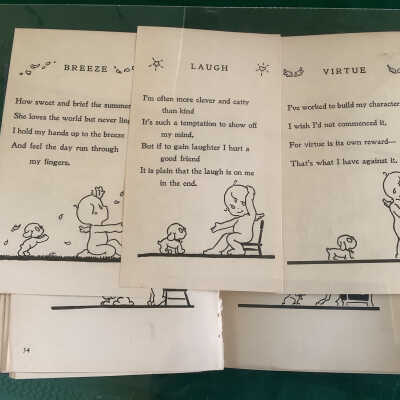 BREEZE
How sweet and brief the summer
She loves the world but never
I hold my hands up to the breeze
And feel the day run through
my fingers.
LAUGH
I'm often more clever and catty
than kind
It's such a temptation to show off
my mind.
But if to gain laughter I hurt a
good friend
It is plain that the laugh is on me
in the end.
VIRTUE
I've worked to build my character
I wish I'd not commenced it,
For virtue is its own reward—
That's what I have against it.
54